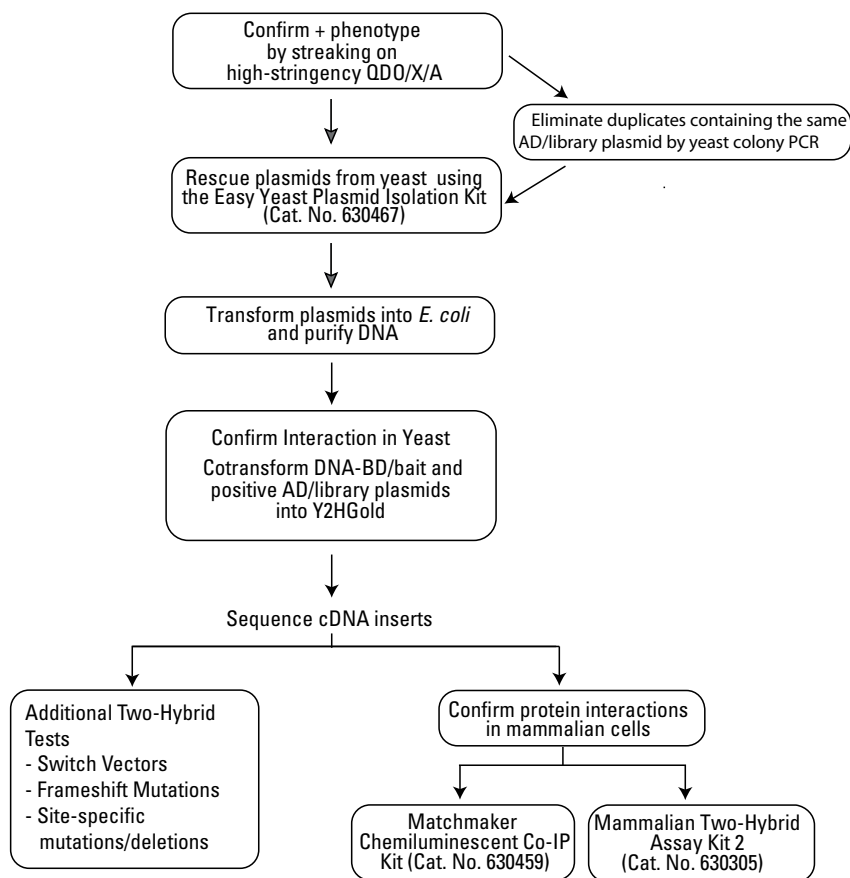 Confirm + phenotype
by streaking on
high-stringency QDO/X/A
Eliminate duplicates containing the same
AD/library plasmid by yeast colony PCR
Rescue plasmids from yeast using
the Easy Yeast Plasmid Isolation Kit
(Cat. No. 630467)
Transform plasmids into E. coli
and purify DNA
Confirm Interaction in Yeast
Cotransform DNA-BD/bait and
positive AD/library plasmids
into Y2HGold
Sequence cDNA inserts
Additional Two-Hybrid
Tests
- Switch Vectors
- Frameshift Mutations
- Site-specific
mutations/deletions
Confirm protein interactions
in mammalian cells
Matchmaker
Chemiluminescent Co-IP
Kit (Cat. No. 630459)
Mammalian Two-Hybrid
Assay Kit 2
(Cat. No. 630305)